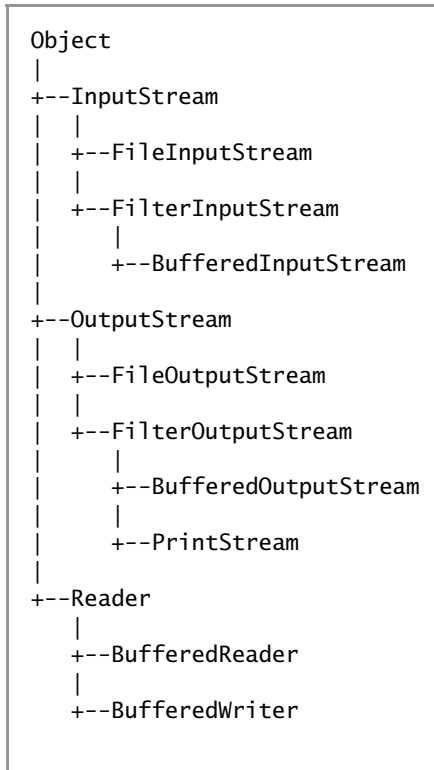 Object
|
+--InputStream
|  |
|  +--FileInputStream
|  |
|  +--FilterInputStream
|     |
|     +--BufferedInputStream
|
+--OutputStream
|  |
|  +--FileOutputStream
|  |
|  +--FilterOutputStream
|     |
|     +--BufferedOutputStream
|     |
|     +--PrintStream
|
+--Reader
   |
   +--BufferedReader
   |
   +--BufferedWriter